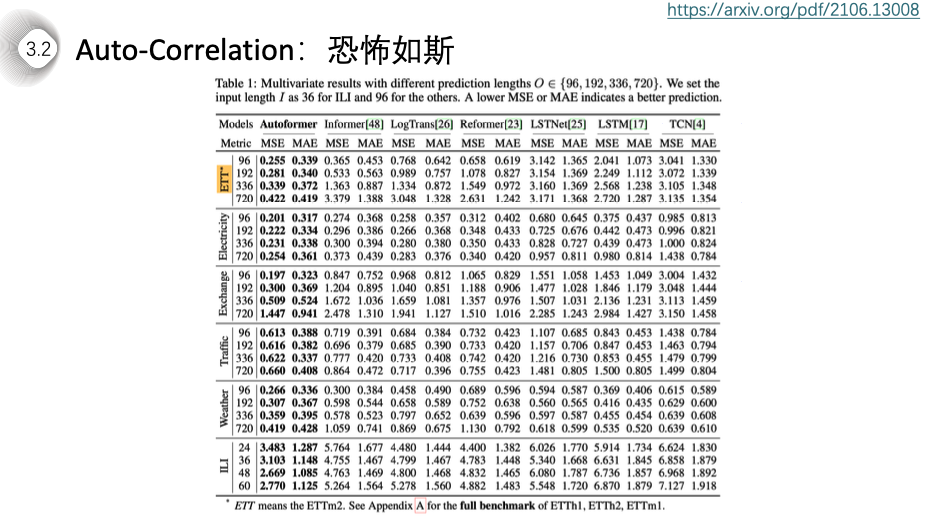 https://arxiv.org/pdf/2106.13008
3.2 Auto-Correlation：恐怖如斯
Table 1: Multivariate results with different prediction lengths O ∈ {96, 192, 336, 720}. We set the
input length I as 36 for ILI and 96 for the others. A lower MSE or MAE indicates a better prediction.
Models Autoformer Informer[48] LogTrans[26] Reformer[23] LSTNet[25] LSTM[17] TCN[4]
Metric MSE MAE MSE MAE MSE MAE MSE MAE MSE MAE MSE MAE MSE MAE
ETT*
96 0.255 0.339 0.365 0.453 0.768 0.642 0.658 0.619 3.142 1.365 2.041 1.073 3.041 1.330
192 0.281 0.340 0.533 0.563 0.989 0.757 1.078 0.827 3.154 1.369 2.249 1.112 3.072 1.339
336 0.339 0.372 1.363 0.887 1.334 0.872 1.549 0.972 3.160 1.369 2.568 1.238 3.105 1.348
720 0.422 0.419 3.379 1.388 3.048 1.328 2.631 1.242 3.171 1.368 2.720 1.287 3.135 1.354
Electricity
96 0.201 0.317 0.274 0.368 0.258 0.357 0.312 0.402 0.680 0.645 0.375 0.437 0.985 0.813
192 0.222 0.334 0.296 0.386 0.266 0.368 0.348 0.433 0.725 0.676 0.442 0.473 0.996 0.821
336 0.231 0.338 0.300 0.394 0.280 0.380 0.350 0.433 0.828 0.727 0.439 0.473 1.000 0.824
720 0.254 0.361 0.373 0.439 0.283 0.376 0.340 0.420 0.957 0.811 0.980 0.814 1.438 0.784
Exchange
96 0.197 0.323 0.847 0.752 0.968 0.812 1.065 0.829 1.551 1.058 1.453 1.049 3.004 1.432
192 0.300 0.369 1.204 0.895 1.040 0.851 1.188 0.906 1.477 1.028 1.846 1.179 3.048 1.444
336 0.509 0.524 1.672 1.036 1.659 1.081 1.357 0.976 1.507 1.031 2.136 1.231 3.113 1.459
720 1.447 0.941 2.478 1.310 1.941 1.127 1.510 1.016 2.285 1.243 2.984 1.427 3.150 1.458
Traffic
96 0.613 0.388 0.719 0.391 0.684 0.384 0.732 0.423 1.107 0.685 0.843 0.453 1.438 0.784
192 0.616 0.382 0.696 0.379 0.685 0.390 0.733 0.420 1.157 0.706 0.847 0.453 1.463 0.794
336 0.622 0.337 0.777 0.420 0.733 0.408 0.742 0.420 1.216 0.730 0.853 0.455 1.479 0.799
720 0.660 0.408 0.864 0.472 0.717 0.396 0.755 0.423 1.481 0.805 1.500 0.805 1.499 0.804
Weather
96 0.266 0.336 0.300 0.384 0.458 0.490 0.689 0.596 0.594 0.587 0.369 0.406 0.615 0.589
192 0.307 0.367 0.598 0.544 0.658 0.589 0.752 0.638 0.560 0.565 0.416 0.435 0.629 0.600
336 0.359 0.395 0.578 0.523 0.797 0.652 0.639 0.596 0.597 0.587 0.455 0.454 0.639 0.608
720 0.419 0.428 1.059 0.741 0.869 0.675 1.130 0.792 0.618 0.599 0.535 0.520 0.639 0.610
ILI
24 3.483 1.287 5.764 1.677 4.480 1.444 4.400 1.382 6.026 1.770 5.914 1.734 6.624 1.830
36 3.103 1.148 4.755 1.467 4.799 1.467 4.783 1.448 5.340 1.668 6.631 1.845 6.858 1.879
48 2.669 1.085 4.763 1.469 4.800 1.468 4.832 1.465 6.080 1.787 6.736 1.857 6.968 1.892
60 2.770 1.125 5.264 1.564 5.278 1.560 4.882 1.483 5.548 1.720 6.870 1.879 7.127 1.918
* ETT means the ETTm2. See Appendix A for the full benchmark of ETTh1, ETTh2, ETTm1.